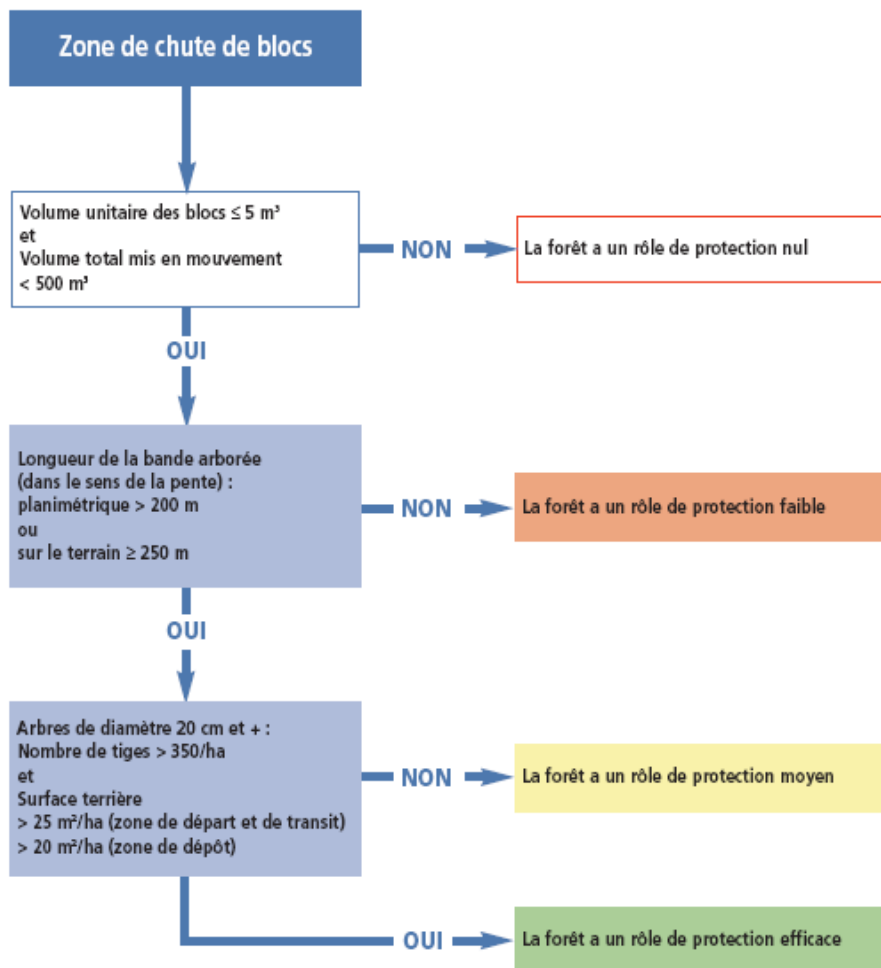 Zone de chute de blocs
Volume unitaire des blocs ≤ 5 m³
et
Volume total mis en mouvement
< 500 m³
NON
La forêt a un rôle de protection nul
OUI
Longueur de la bande arborée
(dans le sens de la pente) :
planimétrique > 200 m
ou
sur le terrain ≥ 250 m
NON
La forêt a un rôle de protection faible
OUI
Arbres de diamètre 20 cm et + :
Nombre de tiges > 350/ha
et
Surface terrière
> 25 m²/ha (zone de départ et de transit)
> 20 m²/ha (zone de dépôt)
NON
La forêt a un rôle de protection moyen
OUI
La forêt a un rôle de protection efficace